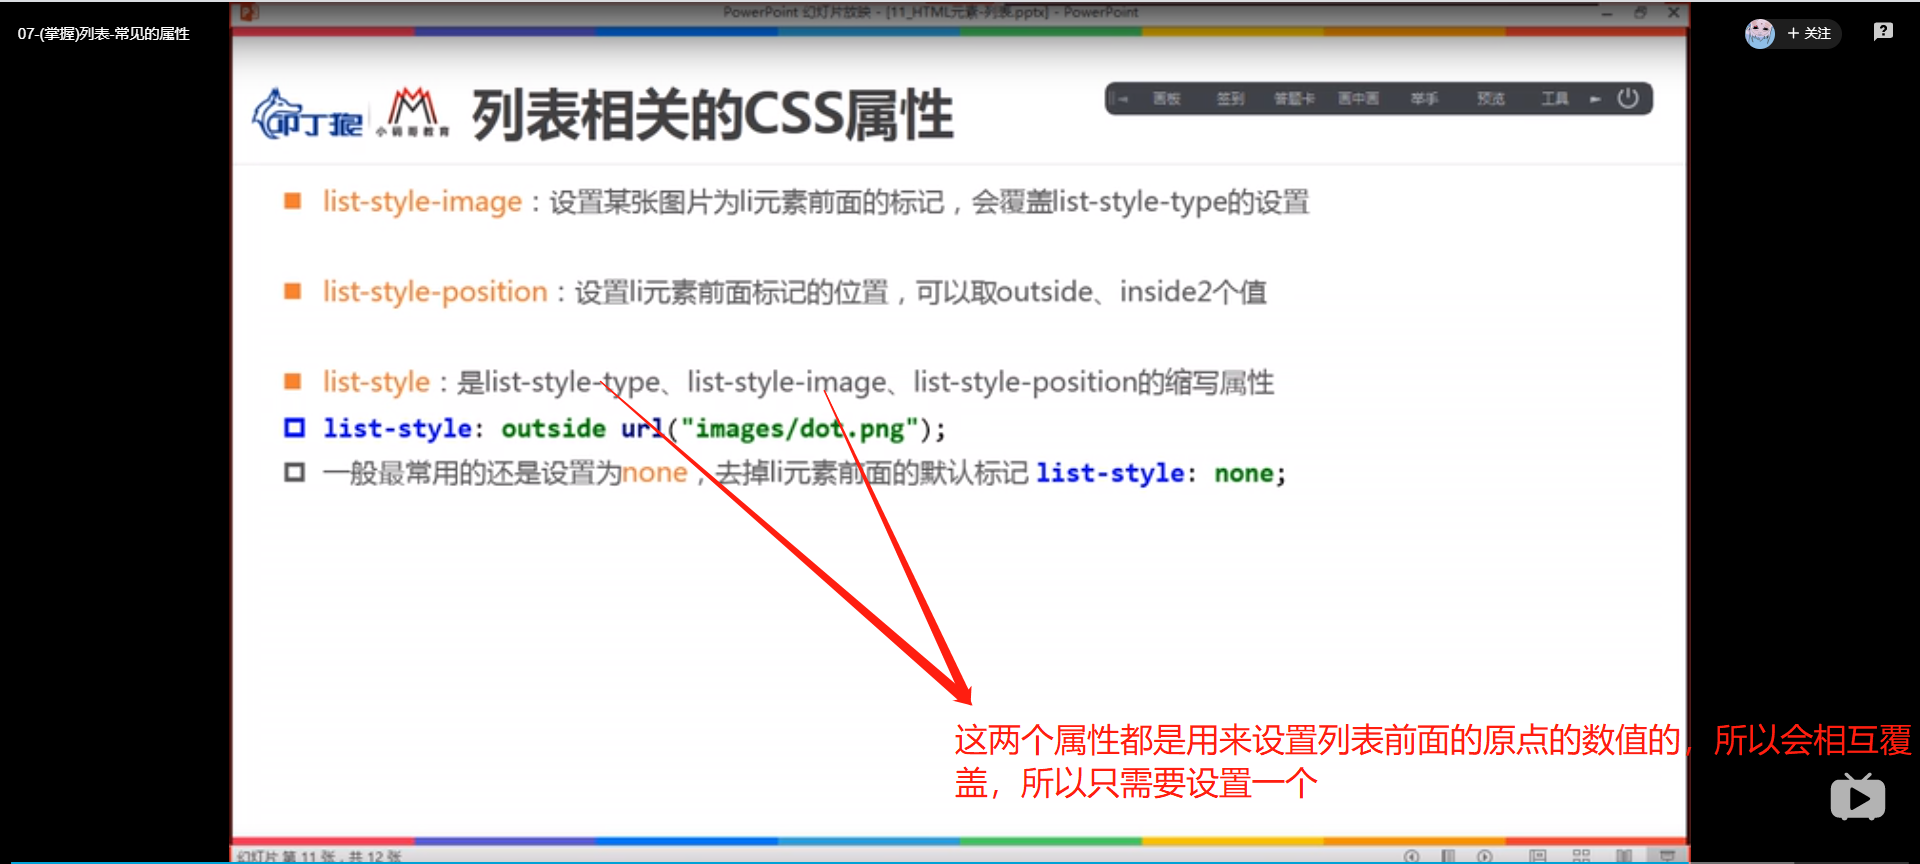 PowerPoint 幻灯片放映 - [11_HTML元素-列表.pptx] - PowerPoint
07-(掌握)列表-常见的属性
+ 关注
叩丁狼
小码哥教育
列表相关的CSS属性
画板 签到 答题卡 画中画 举手 预览 工具
list-style-image：设置某张图片为li元素前面的标记，会覆盖list-style-type的设置
list-style-position：设置li元素前面标记的位置，可以取outside、inside2个值
list-style：是list-style-type、list-style-image、list-style-position的缩写属性
list-style: outside url("images/dot.png");
一般最常用的还是设置为none，去掉li元素前面的默认标记 list-style: none;
这两个属性都是用来设置列表前面的原点的数值的，所以会相互覆
盖，所以只需要设置一个
幻灯片 第 11 张，共 12 张